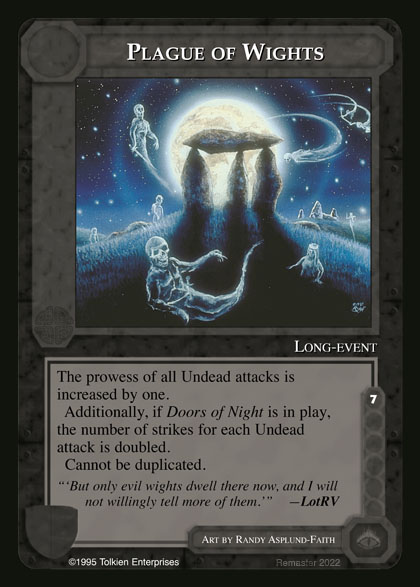 PLAGUE OF WIGHTS
LONG-EVENT
The prowess of all Undead attacks is
increased by one.
Additionally, if Doors of Night is in play,
the number of strikes for each Undead
attack is doubled.
Cannot be duplicated.
7
“‘But only evil wights dwell there now, and I will
not willingly tell more of them.’” —LotRV
ART BY RANDY ASPLUND-FAITH
©1995 Tolkien Enterprises
Remaster 2022